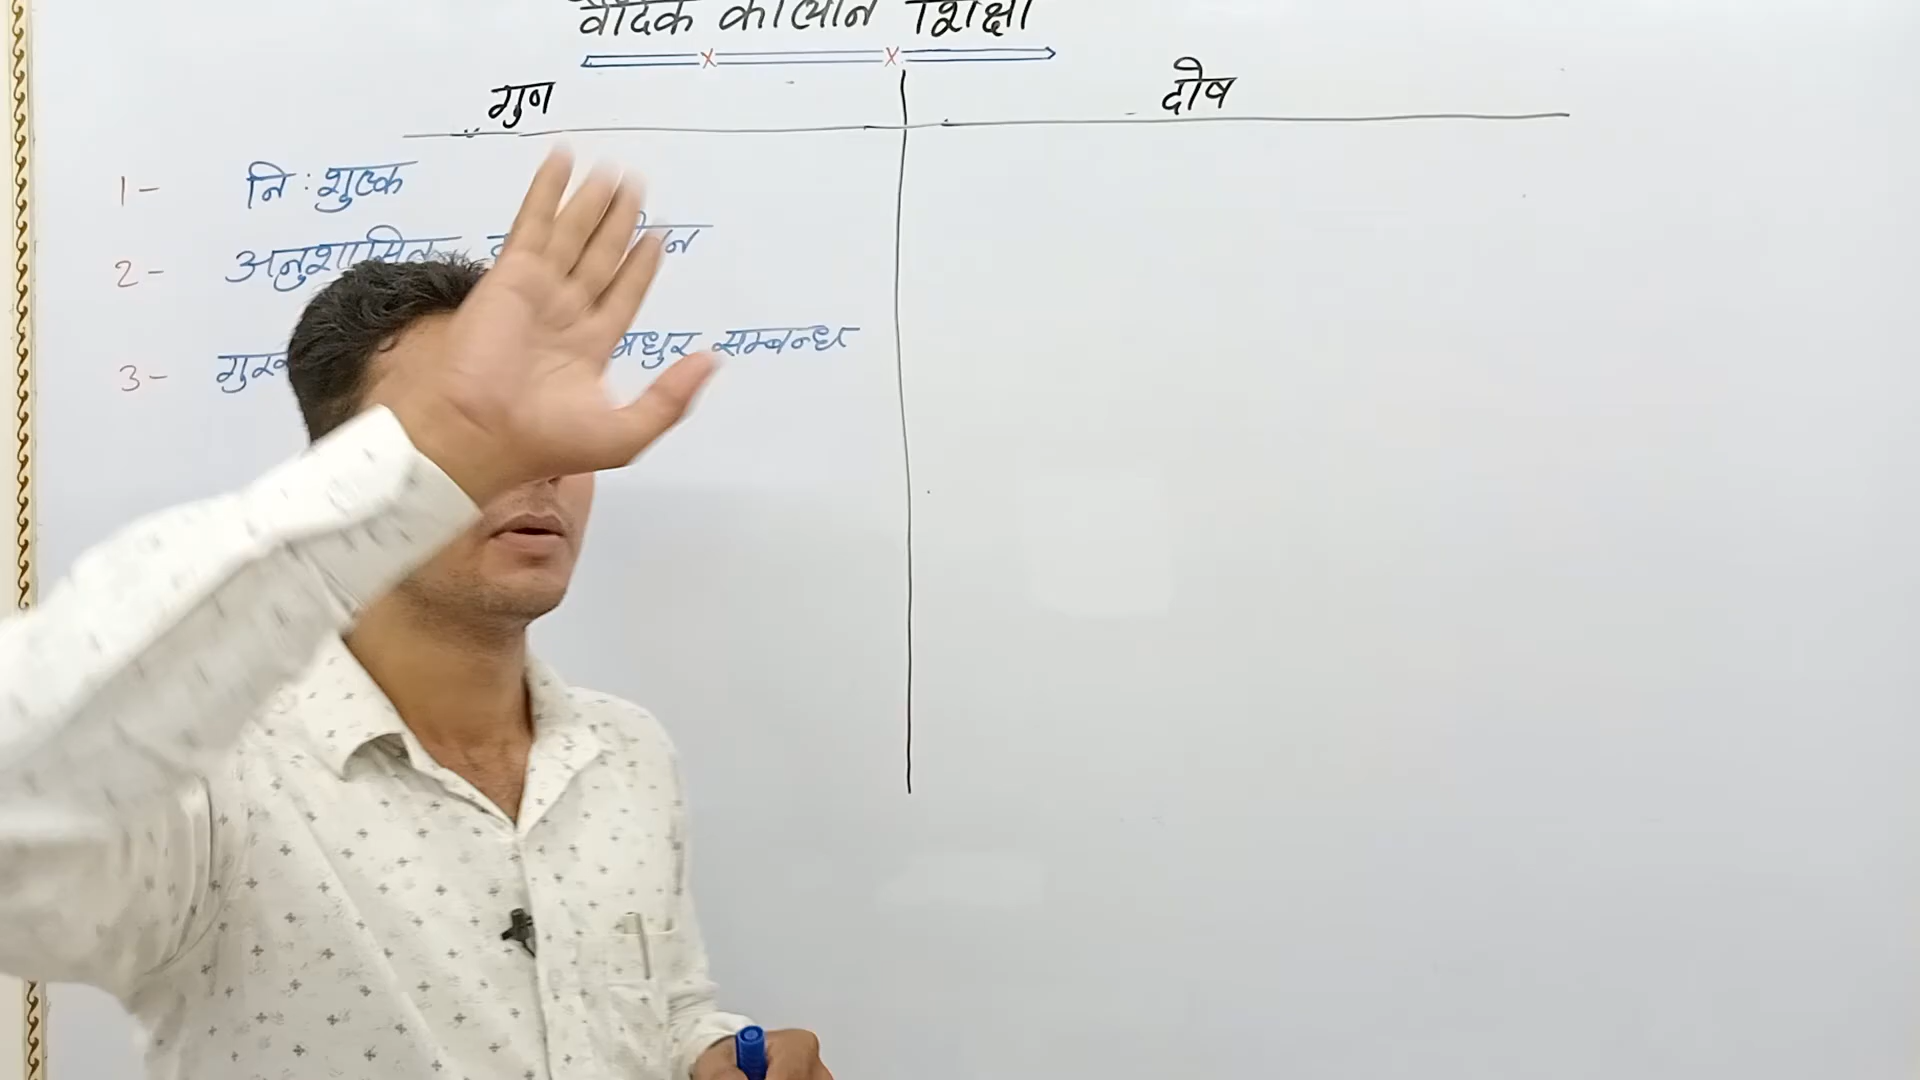 वैदिक कालीन शिक्षा
गुण
दोष
1- नि:शुल्क
2- अनुशासित
3- मधुर सम्बन्ध